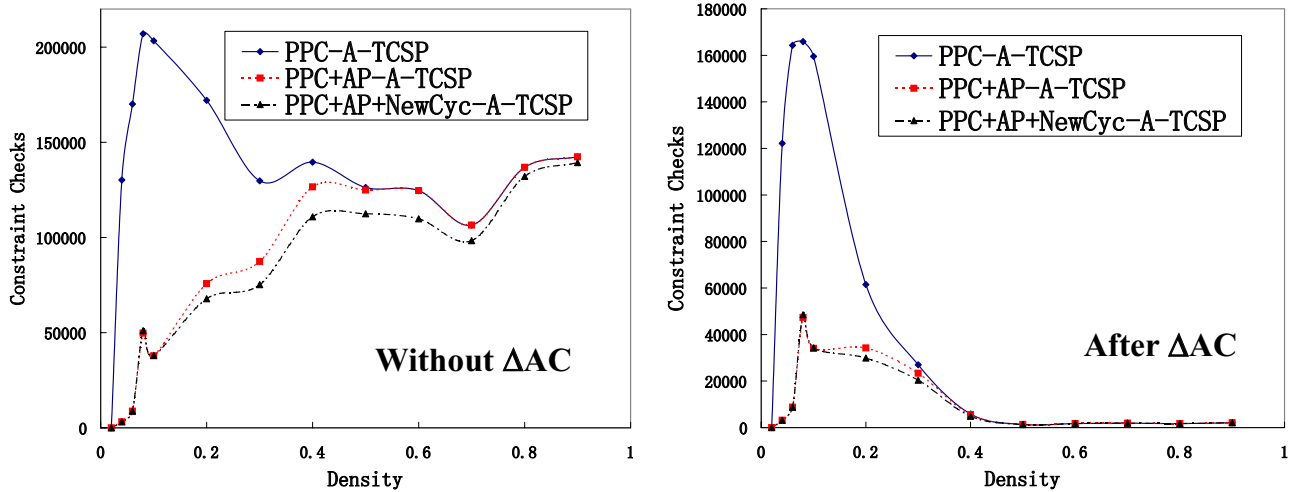 200000
150000
100000
50000
0
Constraint Checks
PPC-A-TCSP
PPC+AP-A-TCSP
PPC+AP+NewCyc-A-TCSP
Without ΔAC
0 0.2 0.4 0.6 0.8 1
Density
180000
160000
140000
120000
100000
80000
60000
40000
20000
0
Constraint Checks
PPC-A-TCSP
PPC+AP-A-TCSP
PPC+AP+NewCyc-A-TCSP
After ΔAC
0 0.2 0.4 0.6 0.8 1
Density